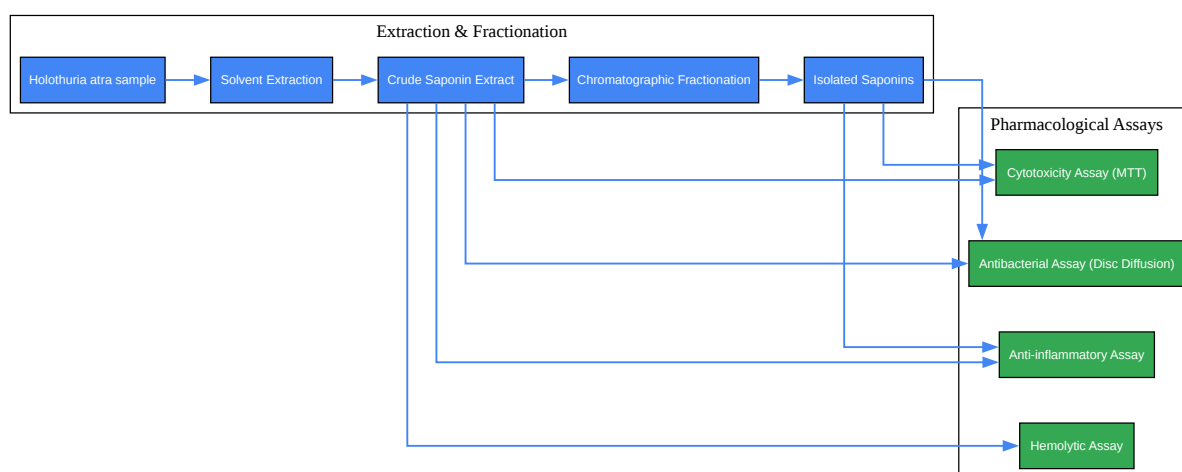 Extraction & Fractionation
Holothuria atra sample
Solvent Extraction
Crude Saponin Extract
Chromatographic Fractionation
Isolated Saponins
Pharmacological Assays
Cytotoxicity Assay (MTT)
Antibacterial Assay (Disc Diffusion)
Anti-inflammatory Assay
Hemolytic Assay